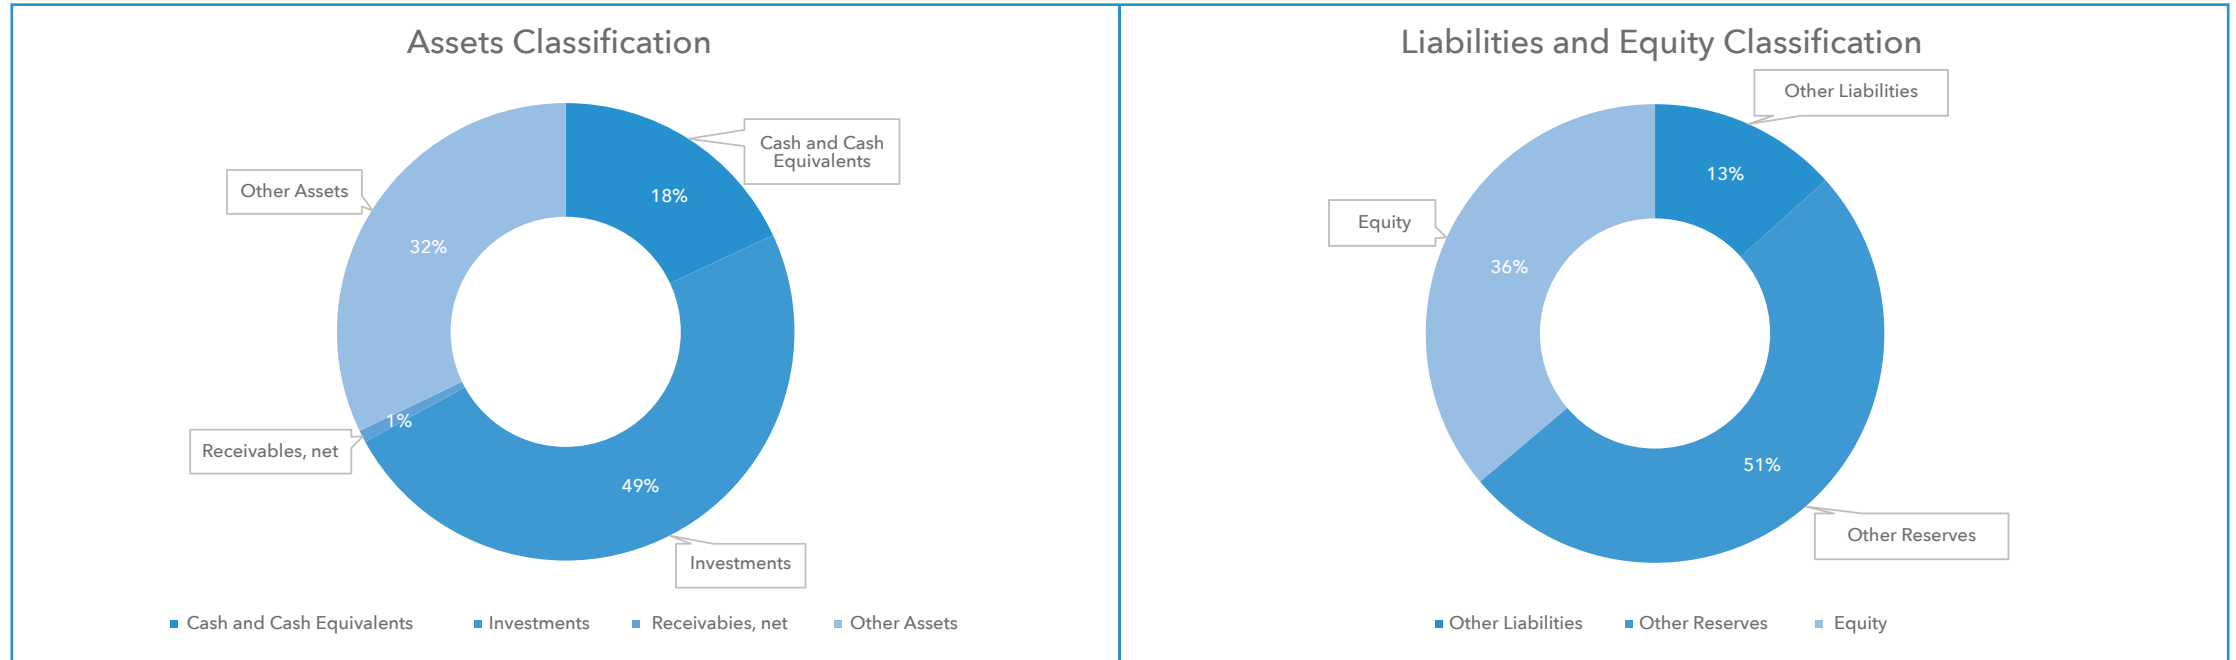 Assets Classification
Cash and Cash
Equivalents
18%
Other Assets
32%
1%
Receivables, net
49%
Investments
Cash and Cash Equivalents
Investments
Receivabies, net
Other Assets
Liabilities and Equity Classification
Other Liabilities
13%
Equity
36%
51%
Other Reserves
Other Liabilities
Other Reserves
Equity